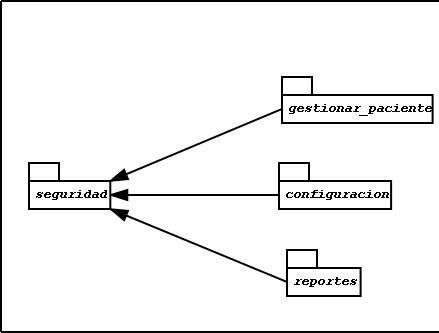 gestionar_paciente
seguridad
configuracion
reportes